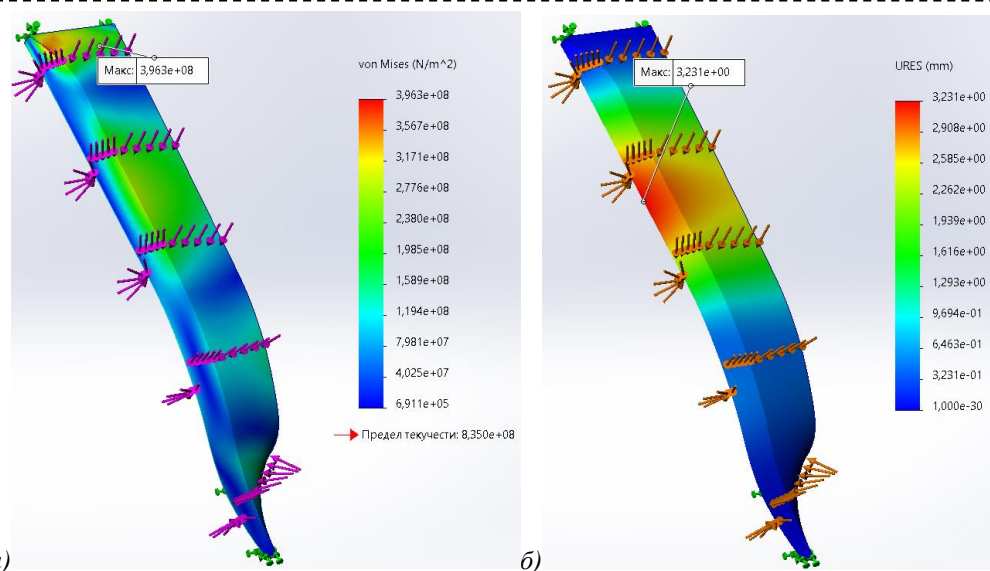 von Mises (N/m^2)
Макс: 3,963e+08
3,963e+08
3,567e+08
3,171e+08
2,776e+08
2,380e+08
1,985e+08
1,589e+08
1,194e+08
7,981e+07
4,025e+07
6,911e+05
Предел текучести: 8,350e+08
URES (mm)
Макс: 3,231e+00
3,231e+00
2,908e+00
2,585e+00
2,262e+00
1,939e+00
1,616e+00
1,293e+00
9,694e-01
6,463e-01
3,231e-01
1,000e-30
б)